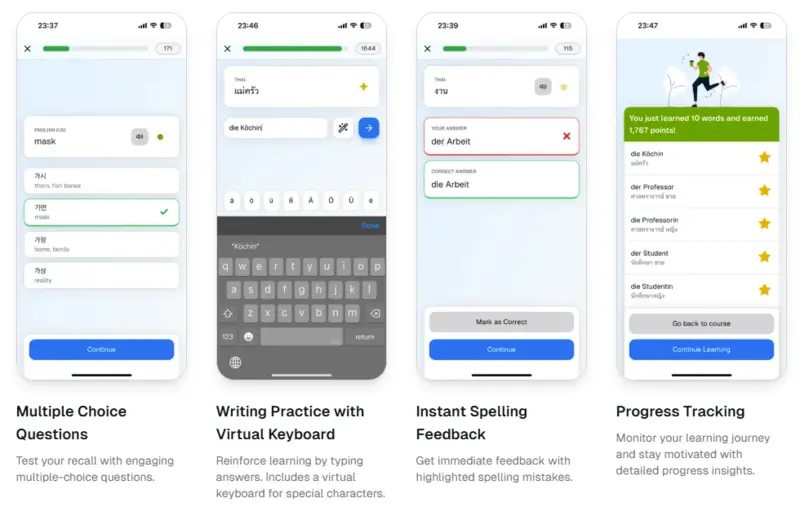 23:37
171
ENGLISH (US)
mask
가시
thorn, fish bones
가면
mask
가정
home, family
가상
reality
Continue
23:46
1644
THAI
แม่ครัว
die Köchin
ä ö ü ß Ä Ö Ü é
Done
"Köchin"
q w e r t y u i o p
a s d f g h j k l
z x c v b n m
123
return
23:39
115
THAI
งาน
YOUR ANSWER
der Arbeit
CORRECT ANSWER
die Arbeit
Mark as Correct
Continue
23:47
You just learned 10 words and earned
1,767 points!
die Köchin
แม่ครัว
der Professor
ศาสตราจารย์ ชาย
die Professorin
ศาสตราจารย์ หญิง
der Student
นักศึกษา ชาย
die Studentin
นักศึกษาหญิง
Go back to course
Continue Learning
Multiple Choice
Questions
Test your recall with engaging
multiple-choice questions.
Writing Practice with
Virtual Keyboard
Reinforce learning by typing
answers. Includes a virtual
keyboard for special characters.
Instant Spelling
Feedback
Get immediate feedback with
highlighted spelling mistakes.
Progress Tracking
Monitor your learning journey
and stay motivated with
detailed progress insights.